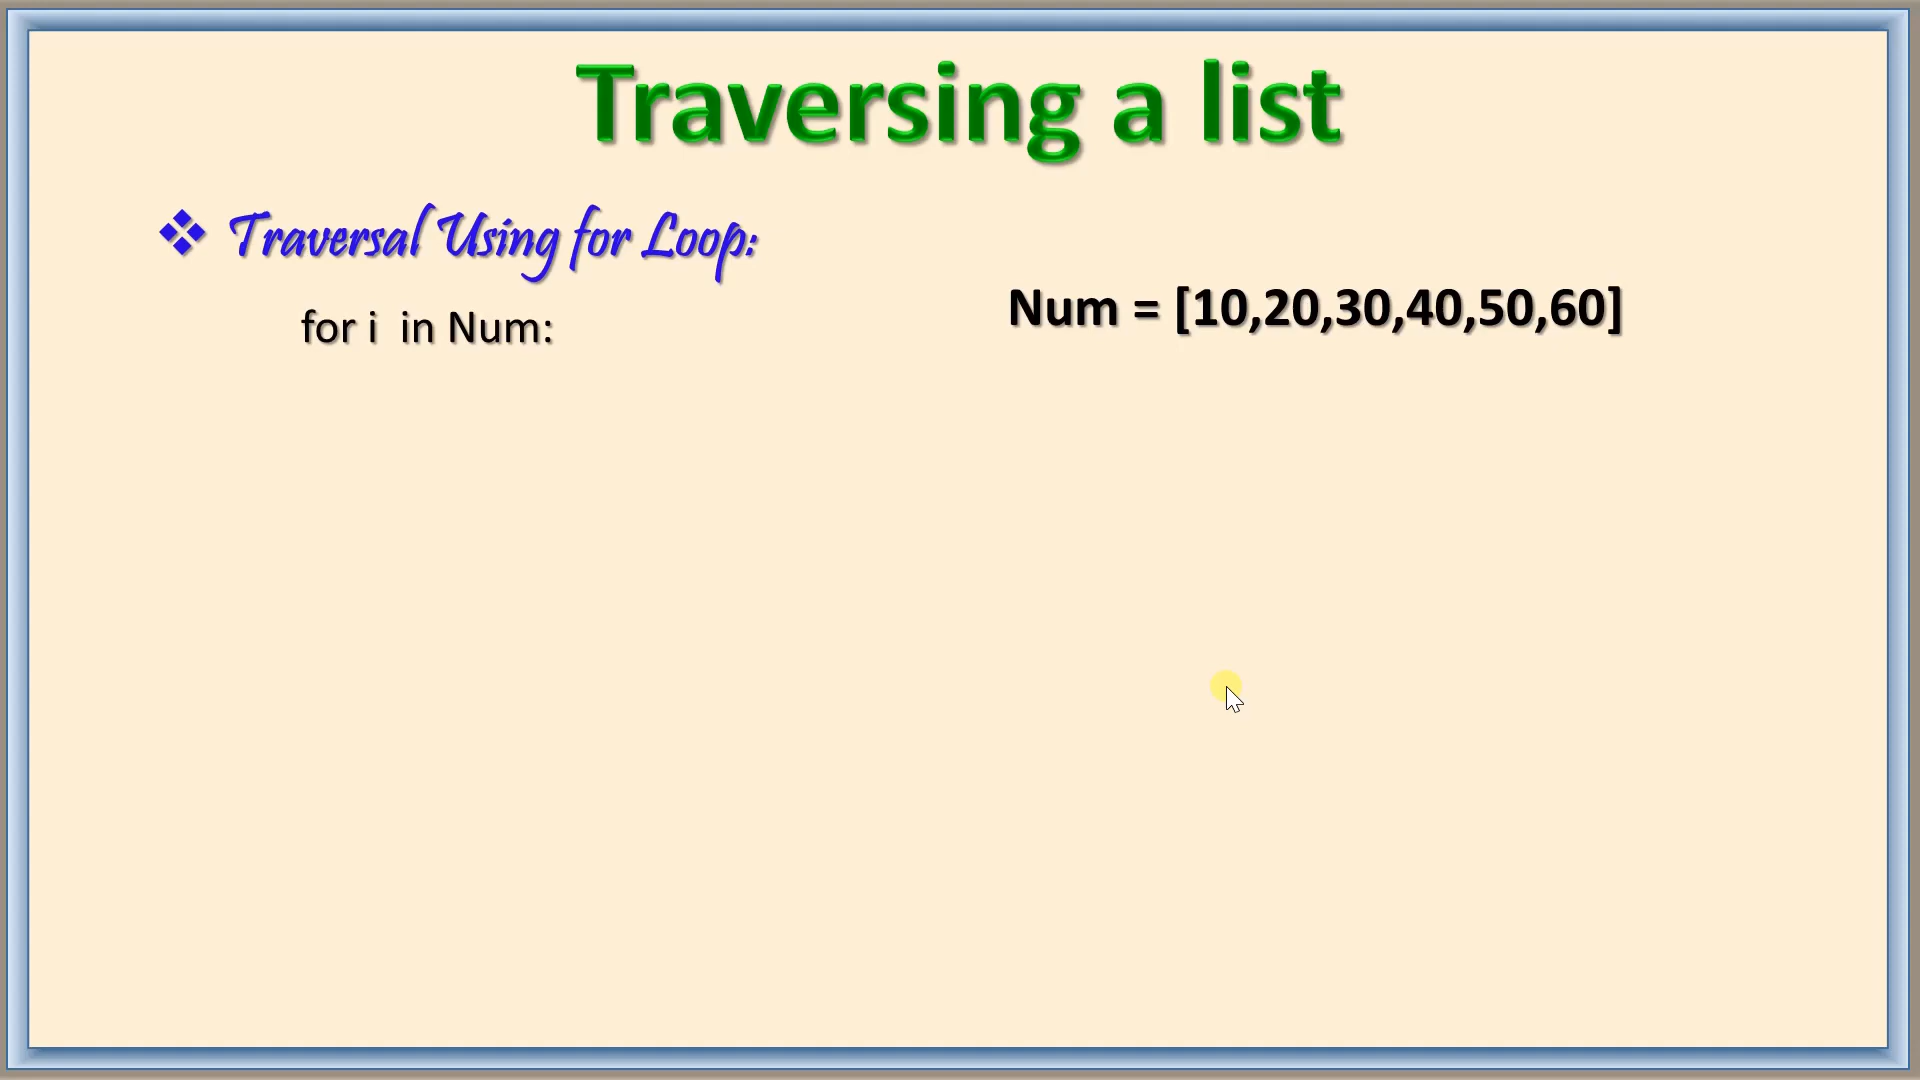 Traversing a list
❖ Traversal Using for Loop:
Num = [10,20,30,40,50,60]
for i  in Num: